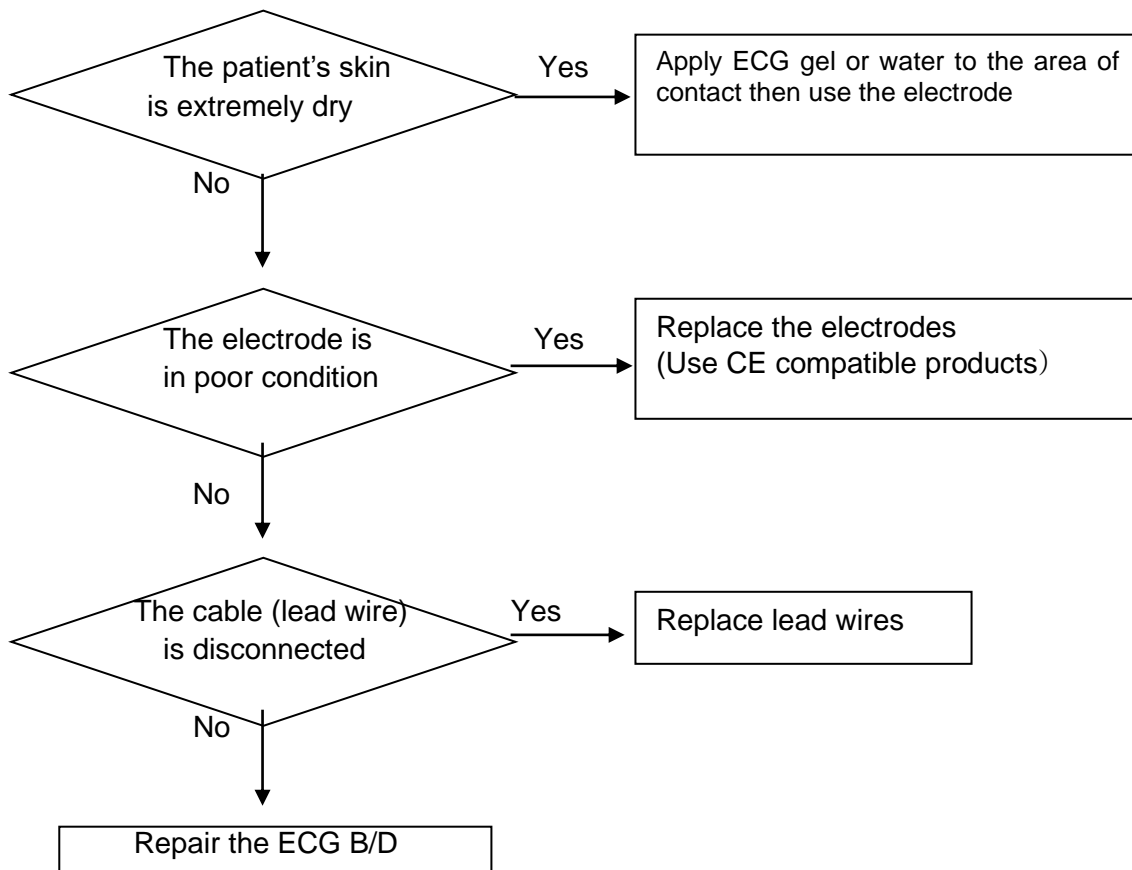 The patient’s skin
is extremely dry
Yes
Apply ECG gel or water to the area of
contact then use the electrode
No
The electrode is
in poor condition
Yes
Replace the electrodes
(Use CE compatible products）
No
The cable (lead wire)
is disconnected
Yes
Replace lead wires
No
Repair the ECG B/D